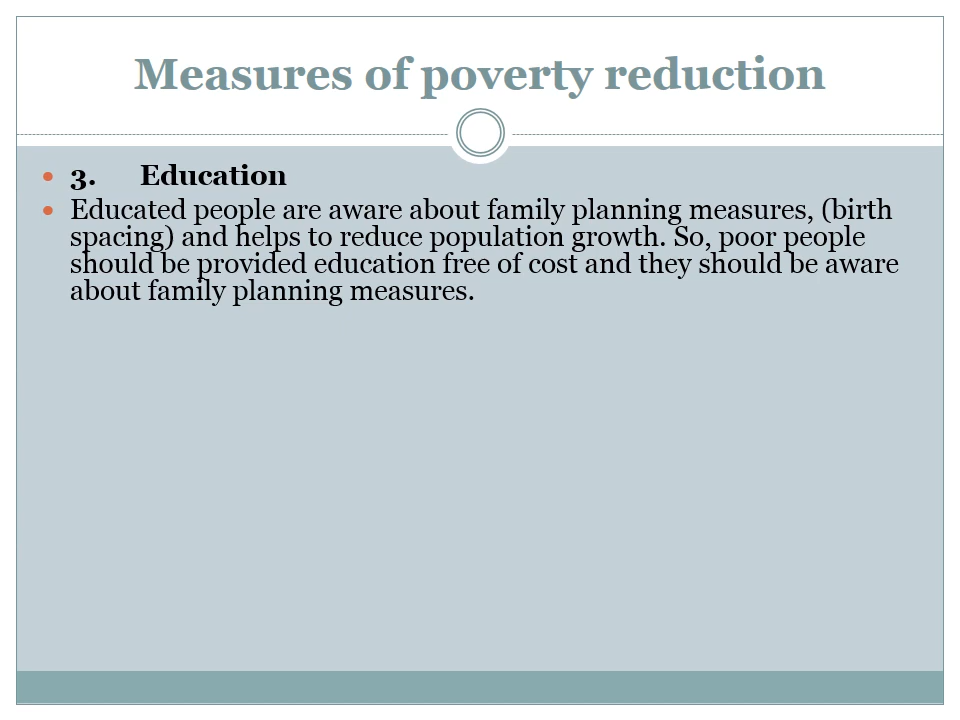 Measures of poverty reduction
• 3. Education
• Educated people are aware about family planning measures, (birth
spacing) and helps to reduce population growth. So, poor people
should be provided education free of cost and they should be aware
about family planning measures.